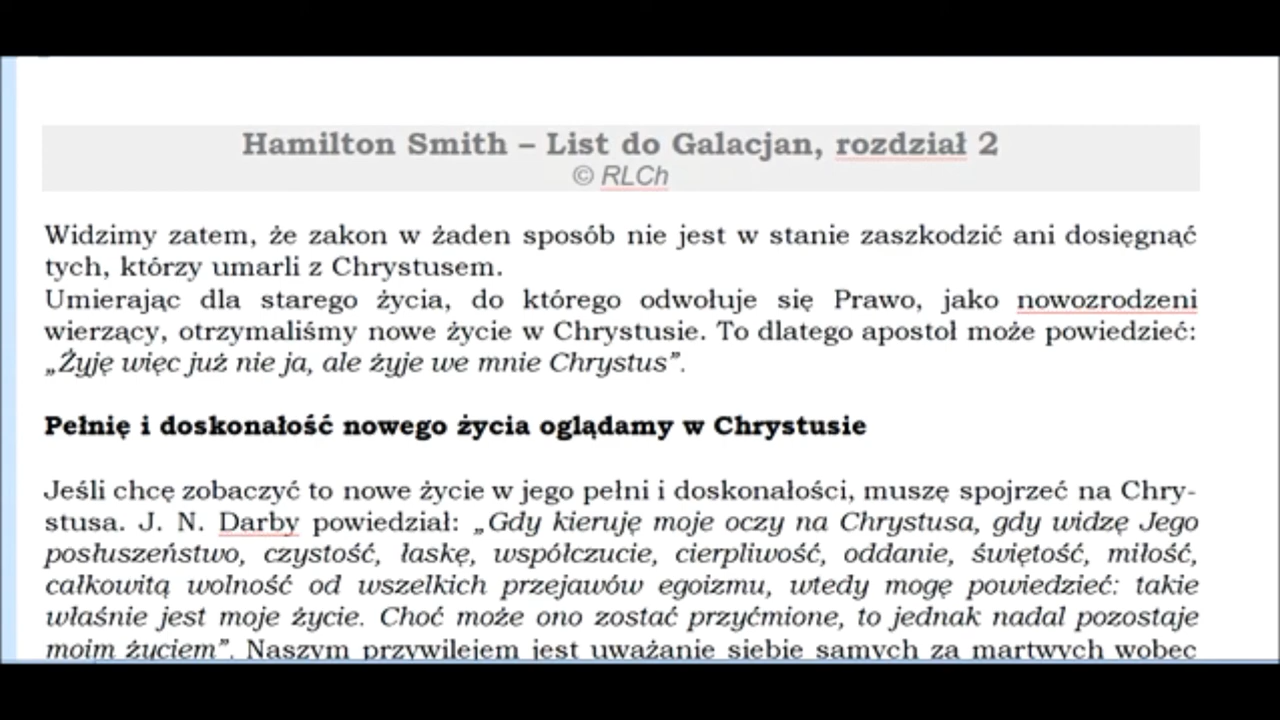 Hamilton Smith – List do Galacjan, rozdział 2
© RLCh
Widzimy zatem, że zakon w żaden sposób nie jest w stanie zaszkodzić ani dosięgnąć
tych, którzy umarli z Chrystusem.
Umierając dla starego życia, do którego odwołuje się Prawo, jako nowozrodzeni
wierzący, otrzymaliśmy nowe życie w Chrystusie. To dlatego apostoł może powiedzieć:
„Żyję więc już nie ja, ale żyje we mnie Chrystus”.
Pełnię i doskonałość nowego życia oglądamy w Chrystusie
Jeśli chcę zobaczyć to nowe życie w jego pełni i doskonałości, muszę spojrzeć na Chry-
stusa. J. N. Darby powiedział: „Gdy kieruję moje oczy na Chrystusa, gdy widzę Jego
posłuszeństwo, czystość, łaskę, współczucie, cierpliwość, oddanie, świętość, miłość,
całkowitą wolność od wszelkich przejawów egoizmu, wtedy mogę powiedzieć: takie
właśnie jest moje życie. Choć może ono zostać przyćmione, to jednak nadal pozostaje
moim życiem”. Naszym przywilejem jest uważanie siebie samych za martwych wobec